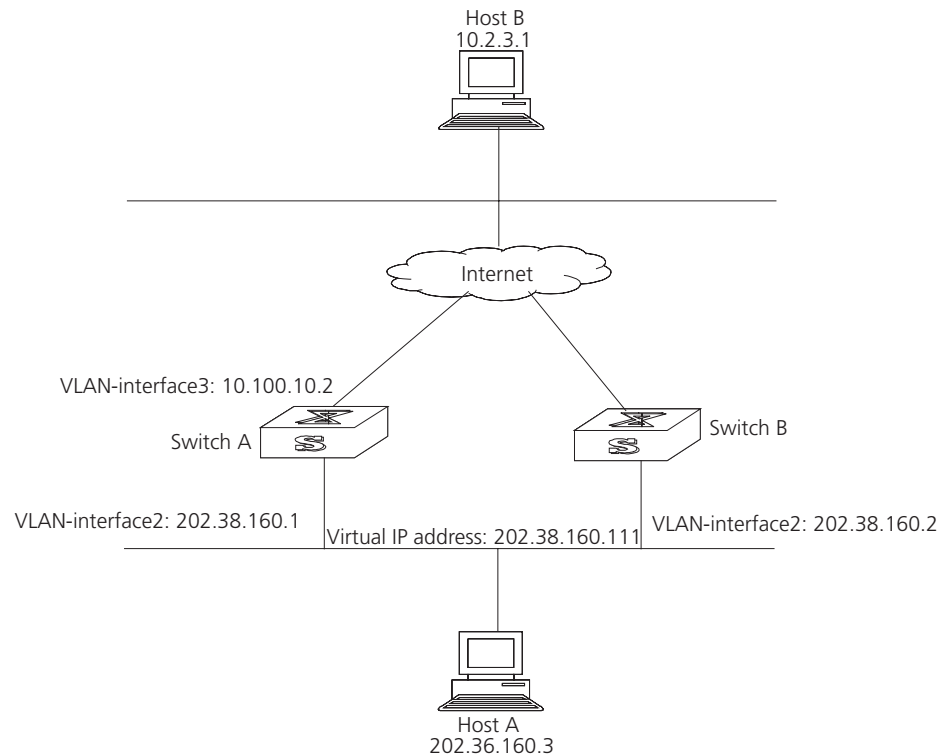 Host B
10.2.3.1
Internet
VLAN-interface3: 10.100.10.2
Switch A
Switch B
VLAN-interface2: 202.38.160.1
VLAN-interface2: 202.38.160.2
Virtual IP address: 202.38.160.111
Host A
202.36.160.3